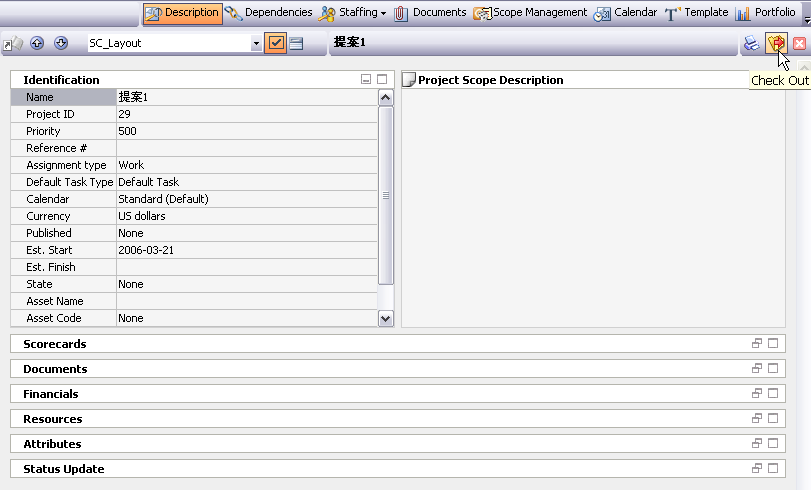 Description Dependencies Staffing Documents Scope Management Calendar Template Portfolio
SC_Layout 提案1
Check Out
Identification
Name 提案1
Project ID 29
Priority 500
Reference #
Assignment type Work
Default Task Type Default Task
Calendar Standard (Default)
Currency US dollars
Published None
Est. Start 2006-03-21
Est. Finish
State None
Asset Name
Asset Code None
Project Scope Description
Scorecards
Documents
Financials
Resources
Attributes
Status Update